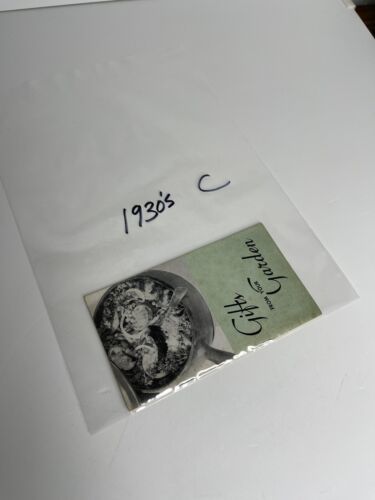 1930's C
Gifts
FROM YOUR
Garden